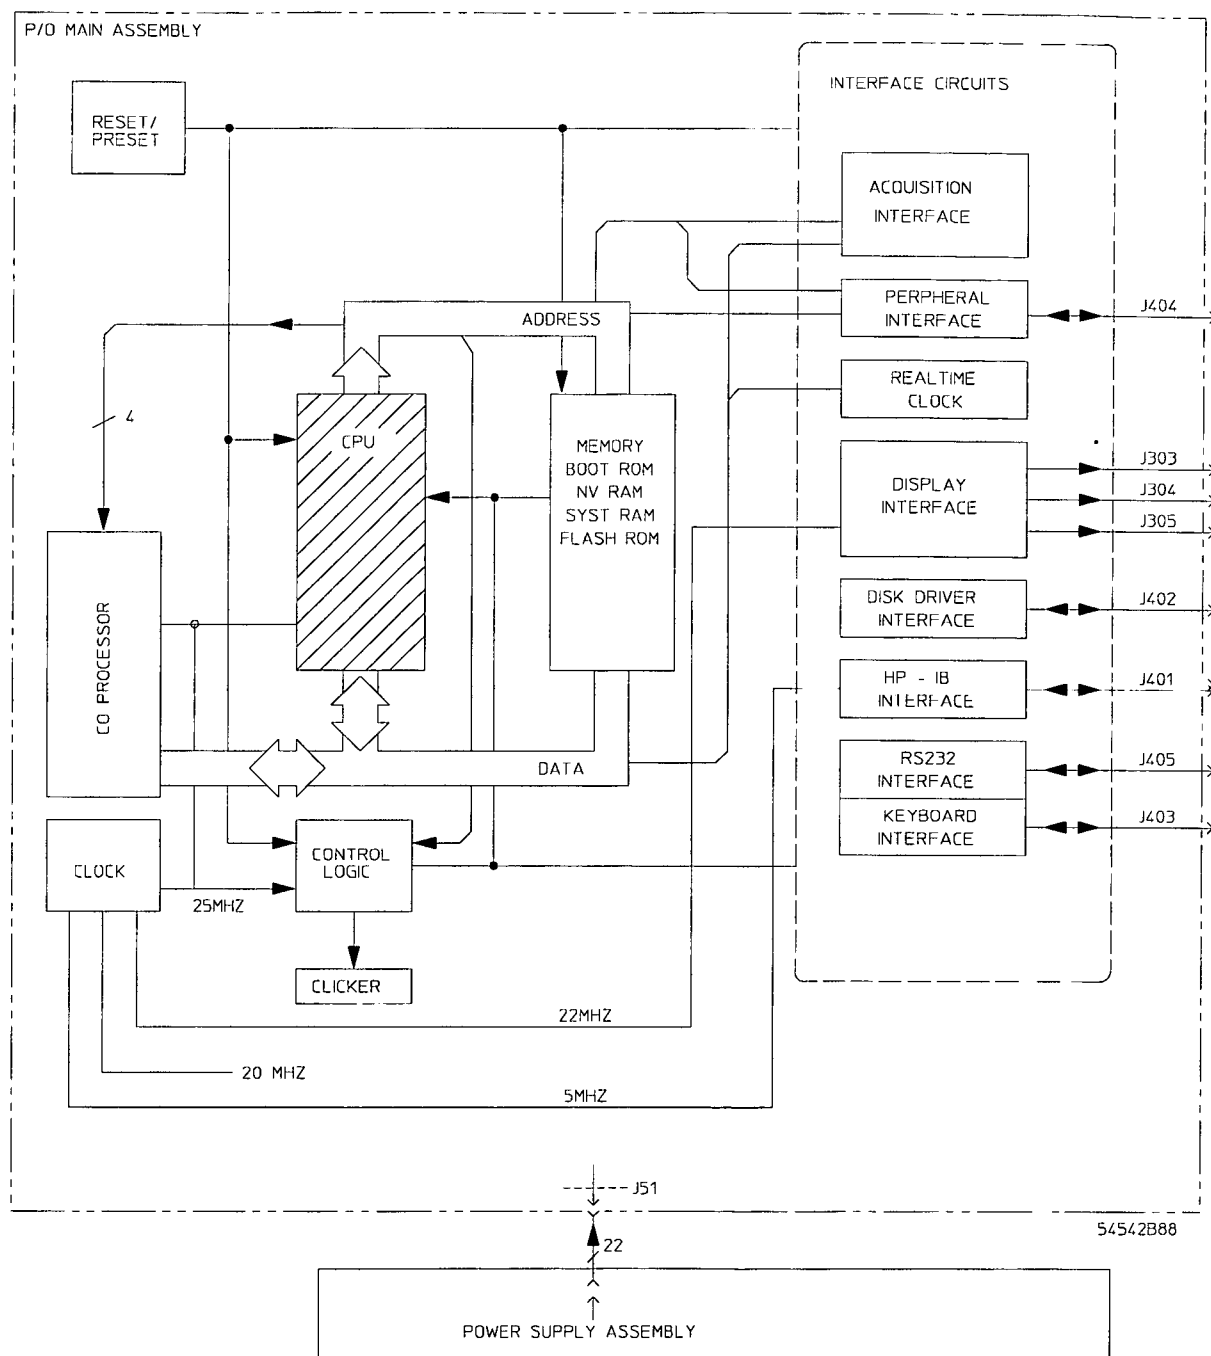 P/O MAIN ASSEMBLY
INTERFACE CIRCUITS
RESET/
PRESET
ACQUISITION
INTERFACE
PERPHERAL
INTERFACE
J404
ADDRESS
REALTIME
CLOCK
4
CPU
MEMORY
BOOT ROM
NV RAM
SYST RAM
FLASH ROM
DISPLAY
INTERFACE
J303
J304
J305
CO PROCESSOR
DISK DRIVER
INTERFACE
J402
HP - IB
INTERFACE
J401
DATA
RS232
INTERFACE
J405
KEYBOARD
INTERFACE
J403
CLOCK
CONTROL
LOGIC
25MHZ
CLICKER
22MHZ
20 MHZ
5MHZ
J51
54542B88
22
POWER SUPPLY ASSEMBLY